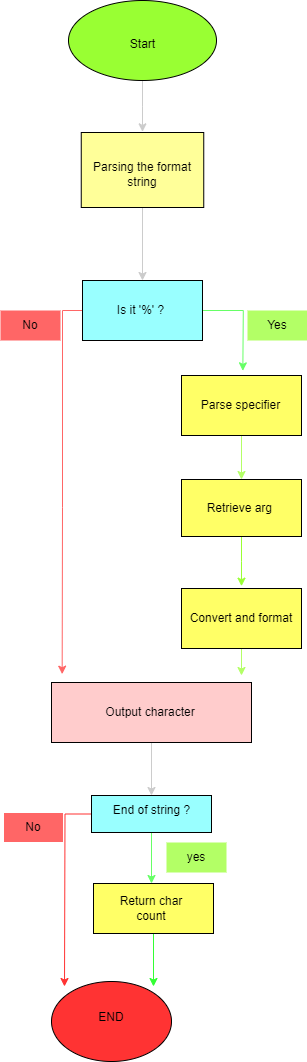 Start
Parsing the format
string
Is it '%' ?
No
Yes
Parse specifier
Retrieve arg
Convert and format
Output character
End of string ?
No
yes
Return char
count
END